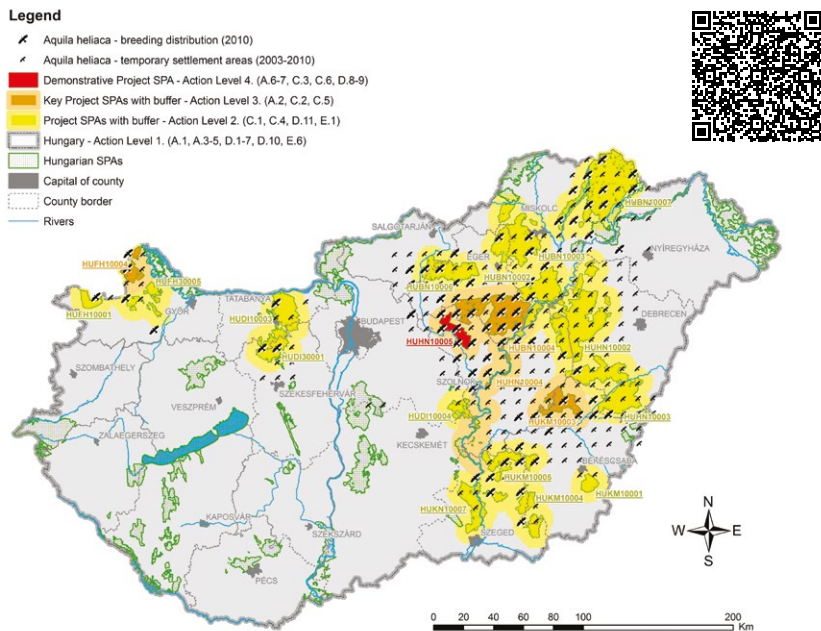 Legend
Aquila heliaca - breeding distribution (2010)
Aquila heliaca - temporary settlement areas (2003-2010)
Demonstrative Project SPA - Action Level 4. (A.6-7, C.3, C.6, D.8-9)
Key Project SPAs with buffer - Action Level 3. (A.2, C.2, C.5)
Project SPAs with buffer - Action Level 2. (C.1, C.4, D.11, E.1)
Hungary - Action Level 1. (A.1, A.3-5, D.1-7, D.10, E.6)
Hungarian SPAs
Capital of county
County border
Rivers
MISKOLC
HUBN10007
SALGÓTARJÁN
NYÍREGYHÁZA
EGER
HUBN10003
HUFH10004
HUBN10002
HUFH30005
HUBN10006
TATABÁNYA
HUFH10001
GYŐR
HUDI10003
BUDAPEST
DEBRECEN
HUHN10005
HUBN10004
HUHN10002
HUDI30001
SZOMBATHELY
SZOLNOK
HUHN10004
SZÉKESFEHÉRVÁR
VESZPRÉM
HUDI10004
HUHN10003
HUKM10003
ZALAEGERSZEG
KECSKEMÉT
BÉKÉSCSABA
HUKM10005
HUKM10001
HUKM10004
HUKN10007
KAPOSVÁR
SZEKSZÁRD
SZEGED
PÉCS
N
W E
S
0 20 40 60 80 100 200
Km